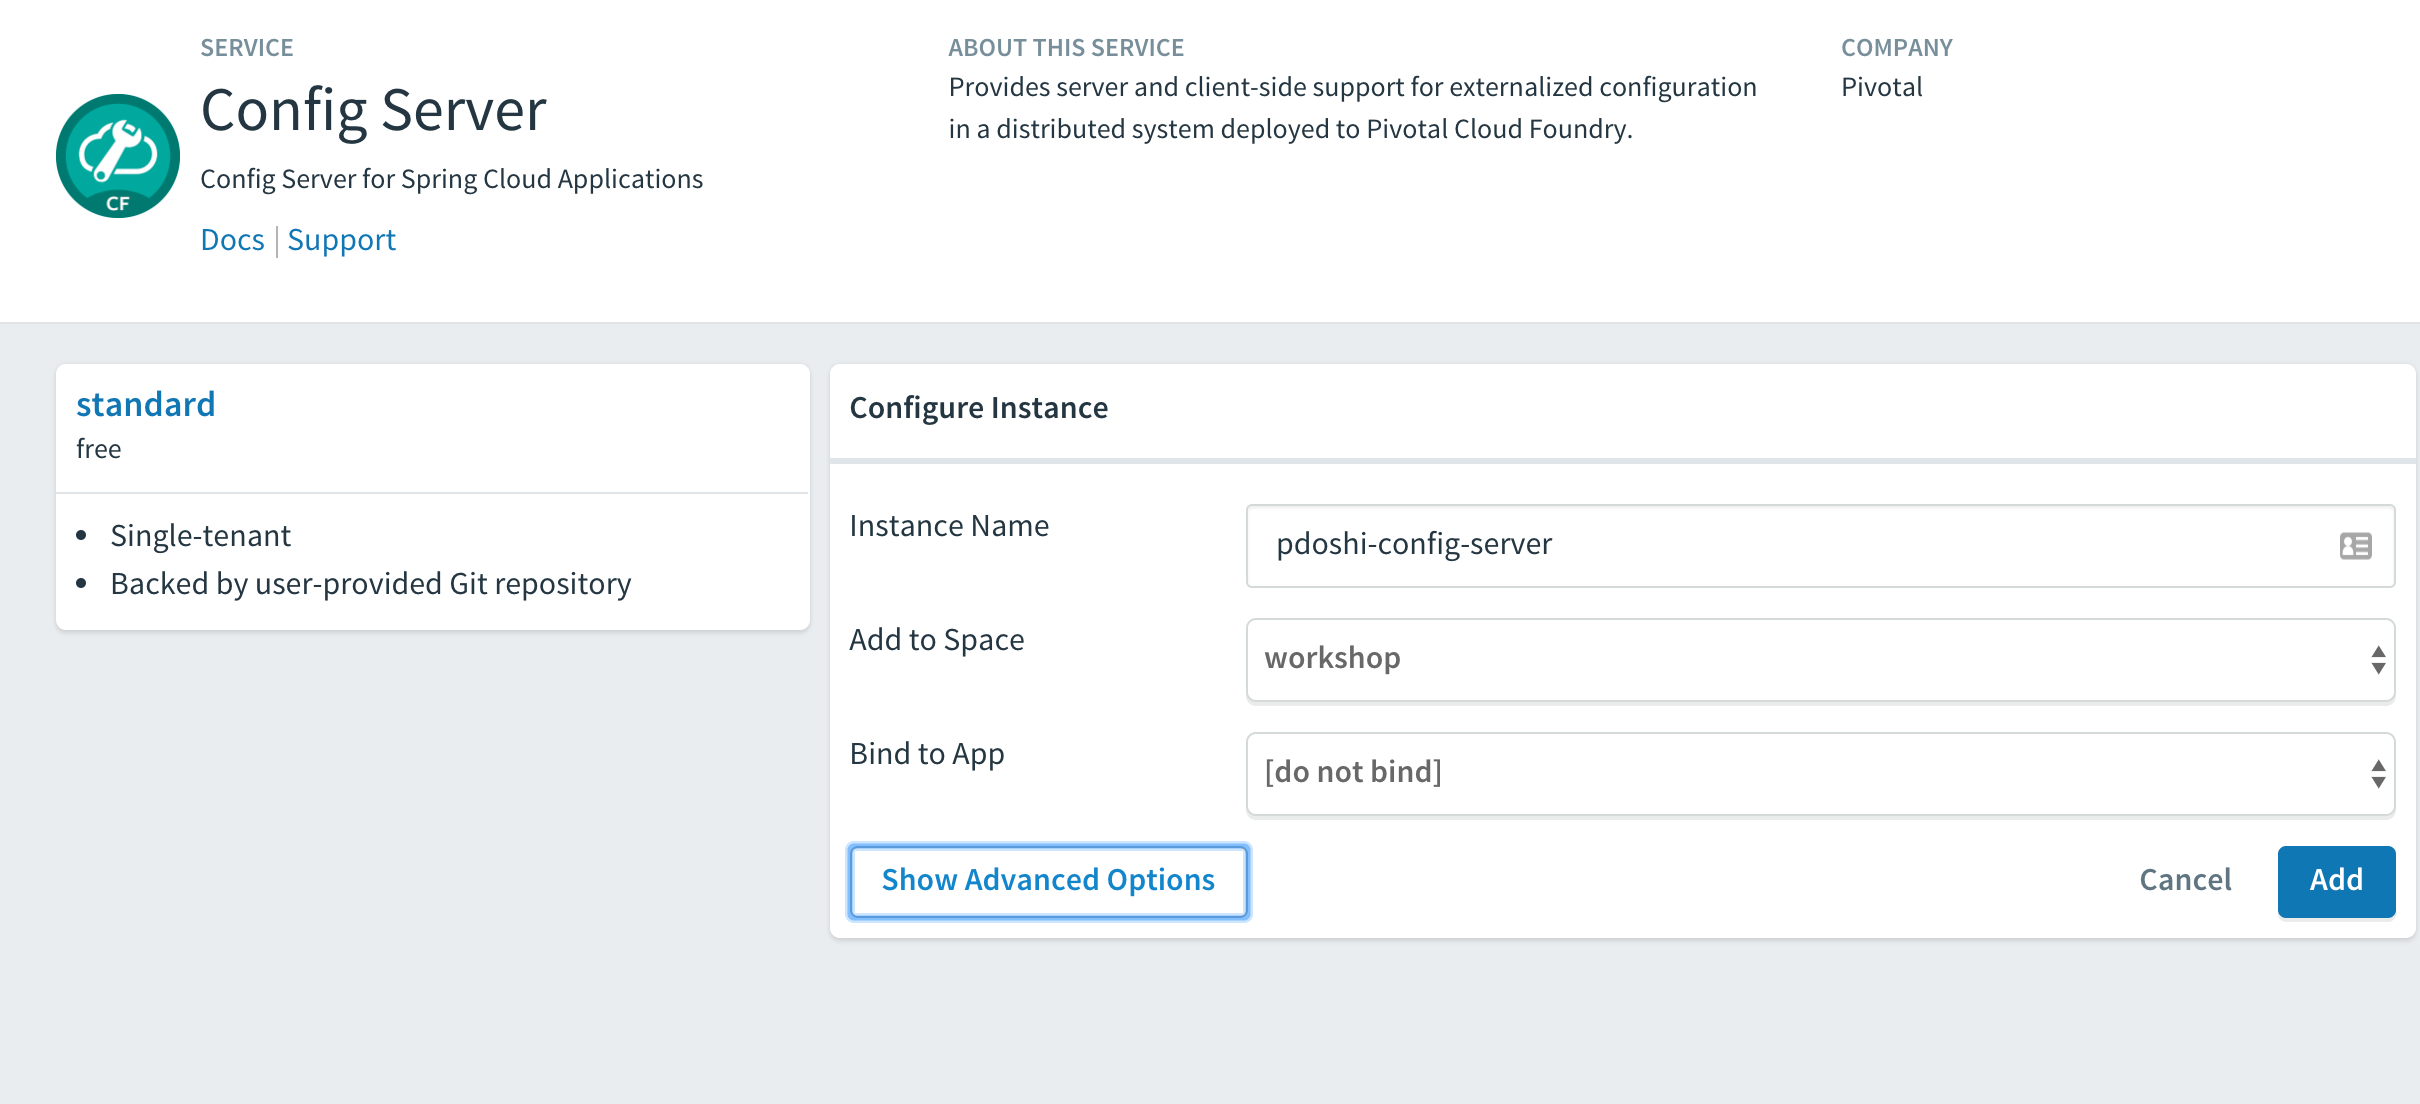 SERVICE
Config Server
Config Server for Spring Cloud Applications
Docs | Support
CF
ABOUT THIS SERVICE
Provides server and client-side support for externalized configuration
in a distributed system deployed to Pivotal Cloud Foundry.
COMPANY
Pivotal
standard
free
• Single-tenant
• Backed by user-provided Git repository
Configure Instance
Instance Name
pdoshi-config-server
Add to Space
workshop
Bind to App
[do not bind]
Show Advanced Options
Cancel
Add